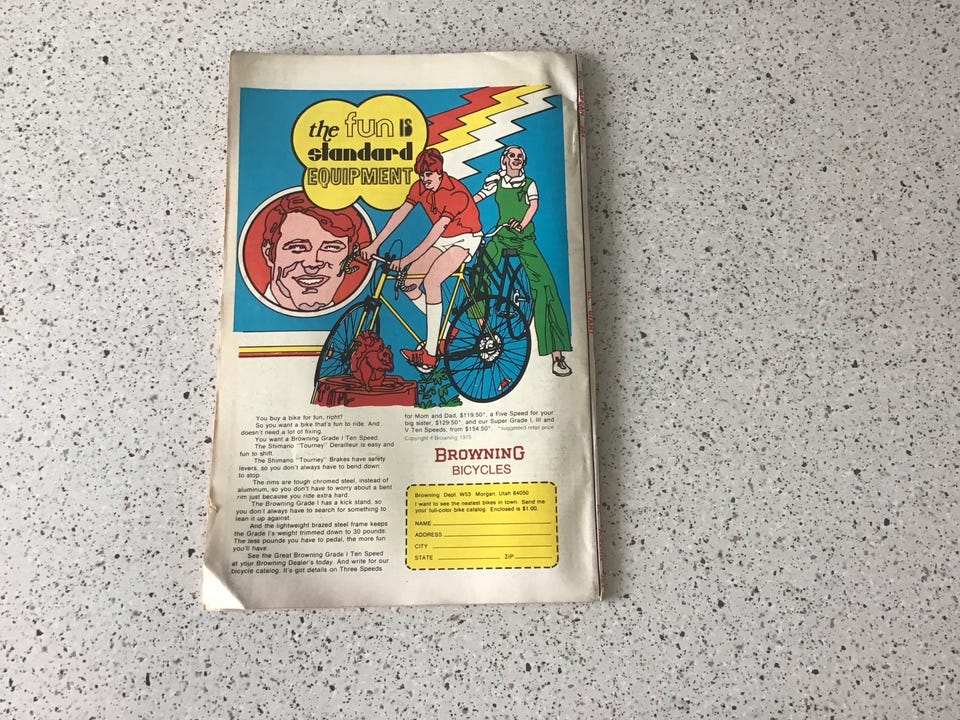 the fun IS
standard
EQUIPMENT
You buy a bike for fun, right?
So you want a bike that's fun to ride. And
doesn't need a lot of fixing.
You want a Browning Grade I Ten Speed.
The Shimano "Tourney" Derailleur is easy and
fun to shift.
The Shimano "Tourney" Brakes have safety
levers, so you don't always have to bend down
to stop.
The rims are tough chromed steel, instead of
aluminum, so you don't have to worry about a bent
rim just because you ride extra hard.
The Browning Grade I has a kick stand, so
you don't always have to search for something to
lean it up against.
And the lightweight brazed steel frame keeps
the Grade I's weight trimmed down to 30 pounds.
The less pounds you have to pedal, the more fun
you'll have.
See the Great Browning Grade I Ten Speed
at your Browning Dealer's today. And write for our
bicycle catalog. It's got details on Three Speeds
for Mom and Dad, $119.50*, a Five Speed for your
big sister, $129.50*, and our Super Grade I, III and
V Ten Speeds, from $154.50*. *suggested retail price
Copyright © Browning 1975
BROWNING
BICYCLES
Browning Dept. W53 Morgan, Utah 84050
I want to see the neatest bikes in town. Send me
your full-color bike catalog. Enclosed is $1.00.
NAME
ADDRESS
CITY
STATE ZIP